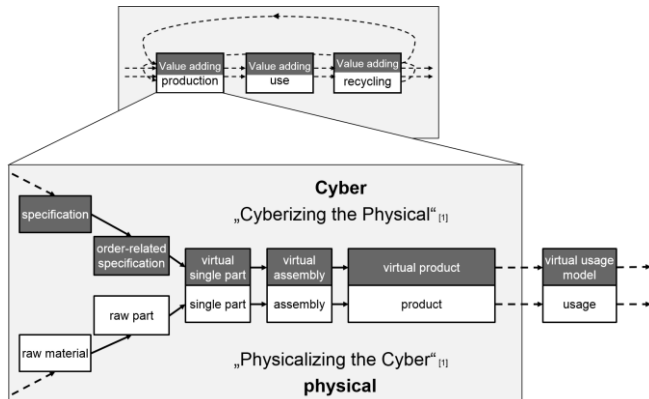 Value adding
production
Value adding
use
Value adding
recycling
Cyber
„Cyberizing the Physical“ [1]
specification
order-related
specification
virtual
single part
virtual
assembly
virtual product
virtual usage
model
single part
assembly
product
usage
raw part
raw material
„Physicalizing the Cyber“ [1]
physical